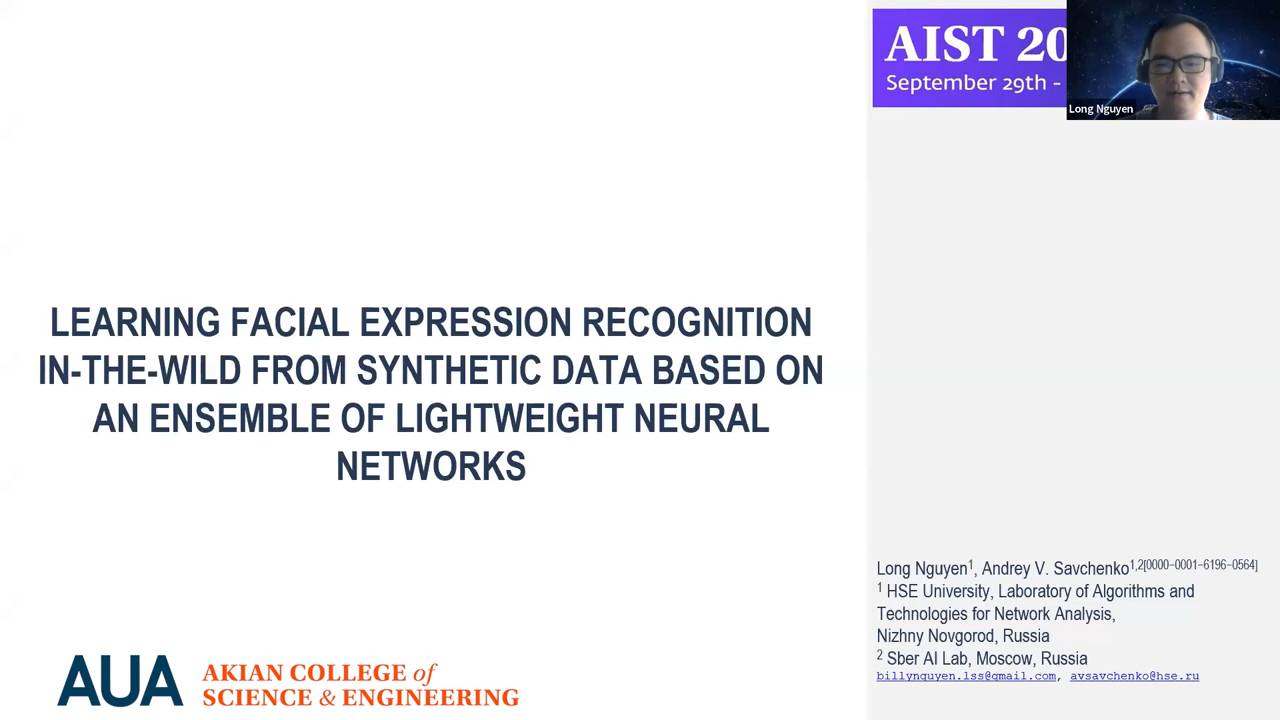 AIST 20
September 29th -
Long Nguyen
LEARNING FACIAL EXPRESSION RECOGNITION
IN-THE-WILD FROM SYNTHETIC DATA BASED ON
AN ENSEMBLE OF LIGHTWEIGHT NEURAL
NETWORKS
Long Nguyen¹, Andrey V. Savchenko¹,²[0000−0001−6196−0564]
¹ HSE University, Laboratory of Algorithms and
Technologies for Network Analysis,
Nizhny Novgorod, Russia
² Sber AI Lab, Moscow, Russia
billynguyen.lss@gmail.com, avsavchenko@hse.ru
AUA
AKIAN COLLEGE of
SCIENCE & ENGINEERING